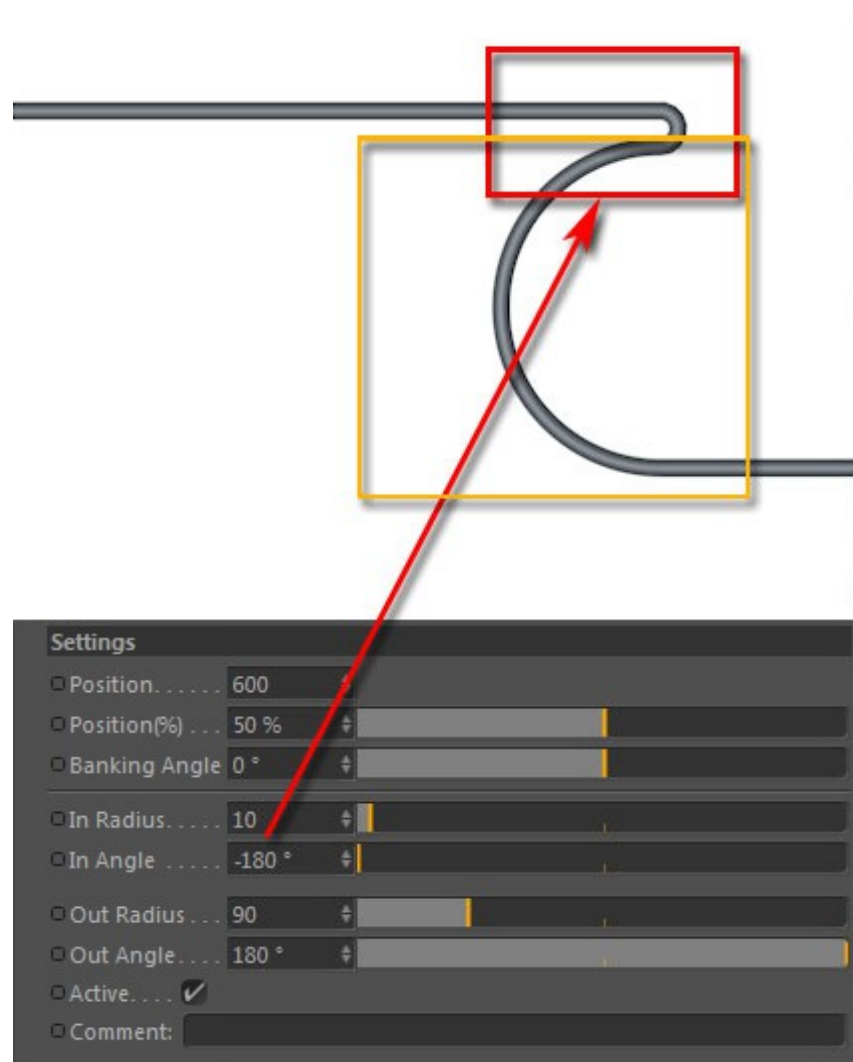 Settings
Position. . . . . . 600
Position(%) . . . 50 %
Banking Angle 0 °
In Radius. . . . . 10
In Angle . . . . . -180 °
Out Radius . . . 90
Out Angle. . . . 180 °
Active. . . .
Comment: